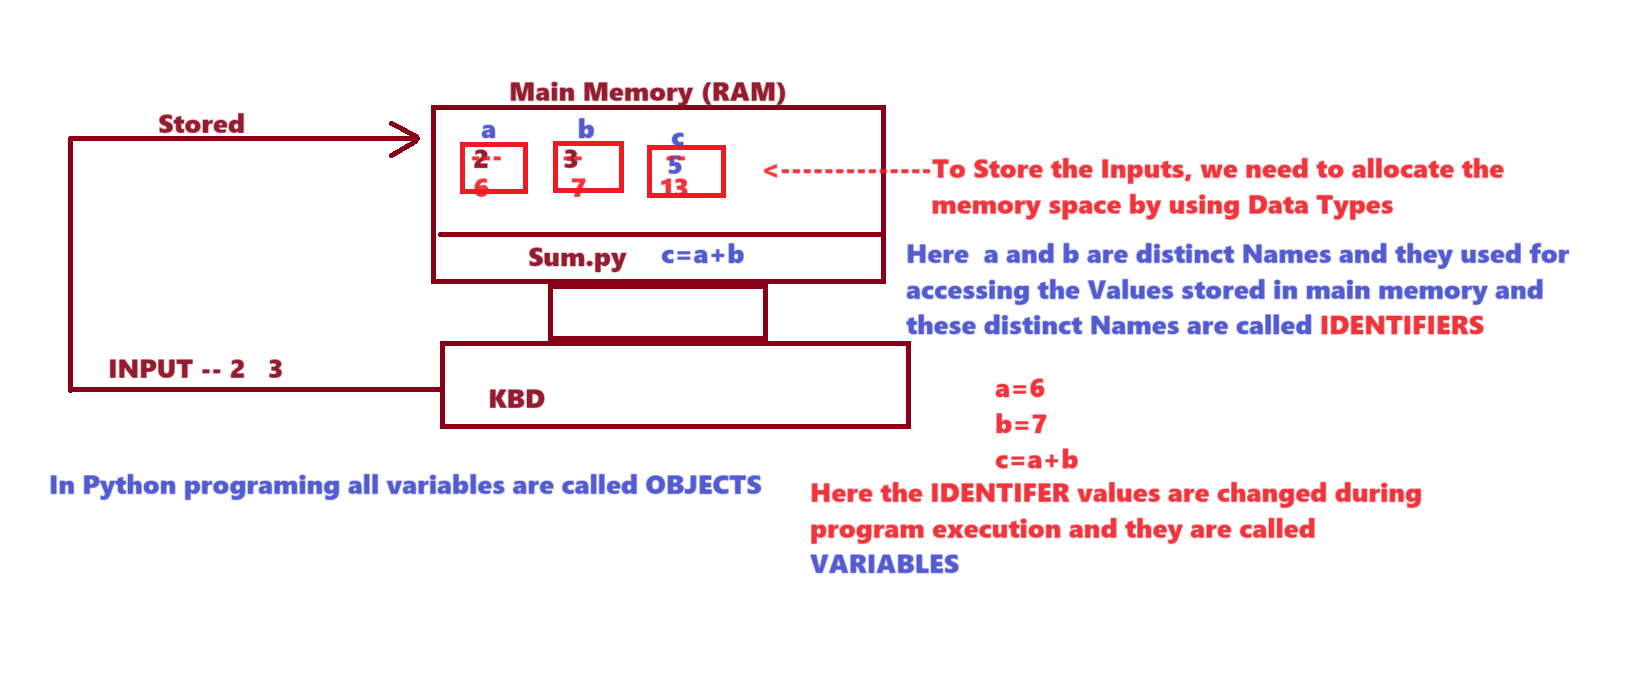 Main Memory (RAM)
Stored
a b c
2 3 5
6 7 13
<-----------To Store the Inputs, we need to allocate the
memory space by using Data Types
Sum.py c=a+b
Here a and b are distinct Names and they used for
accessing the Values stored in main memory and
these distinct Names are called IDENTIFIERS
INPUT -- 2 3
KBD
a=6
b=7
c=a+b
In Python programing all variables are called OBJECTS
Here the IDENTIFER values are changed during
program execution and they are called
VARIABLES